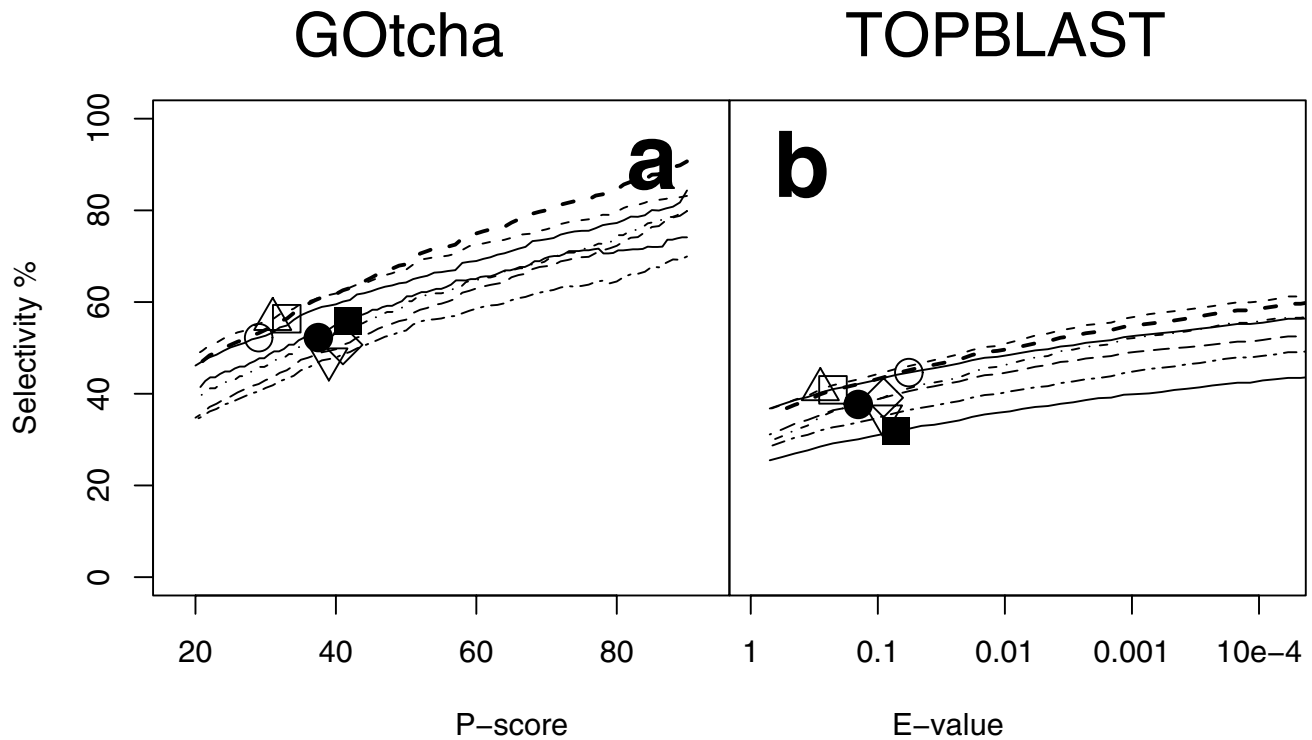 GOtcha TOPBLAST
a b
100
80
60
40
20
0
Selectivity %
20 40 60 80 1 0.1 0.01 0.001 10e−4
P−score E−value